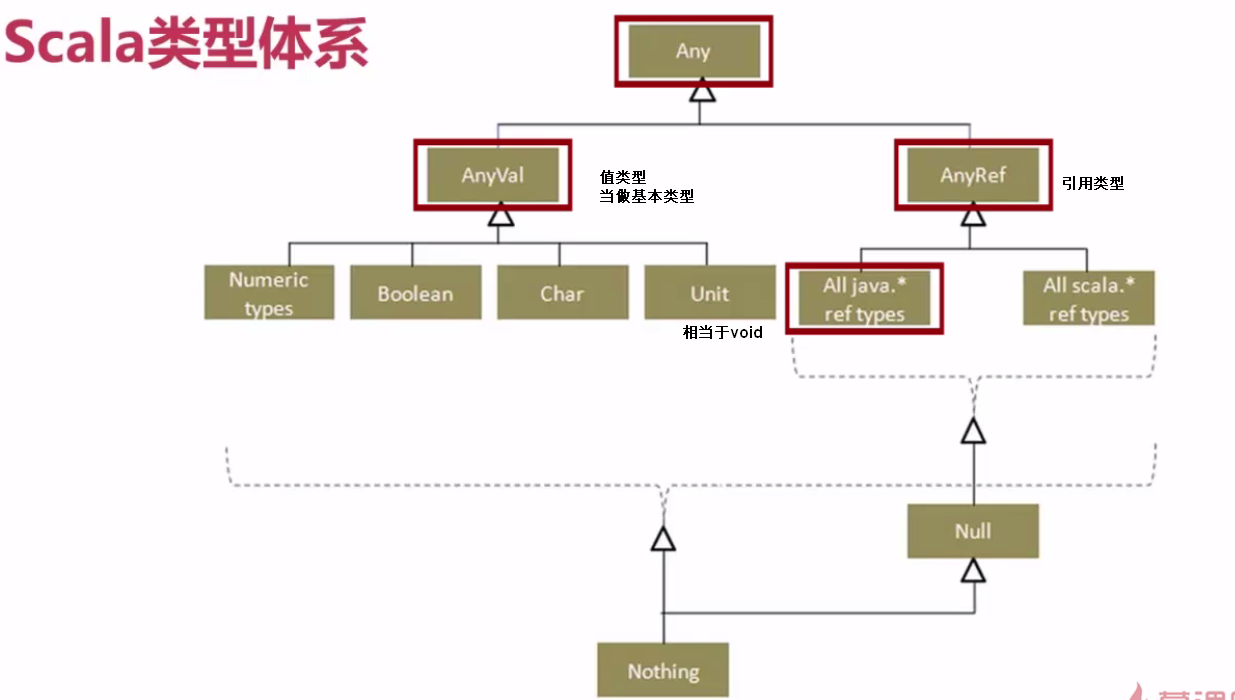 Scala类型体系
Any
AnyVal
值类型
当做基本类型
AnyRef
引用类型
Numeric
types
Boolean
Char
Unit
相当于void
All java.*
ref types
All scala.*
ref types
Null
Nothing